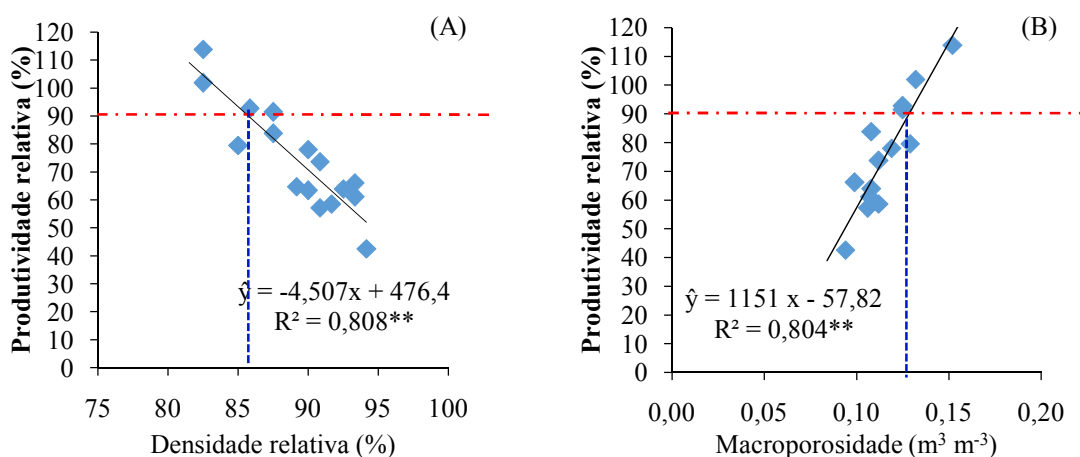 (A)
Produtividade relativa (%)
120
110
100
90
80
70
60
50
40
30
20
10
0
ŷ = -4,507x + 476,4
R² = 0,808**
75 80 85 90 95 100
Densidade relativa (%)
(B)
Produtividade relativa (%)
120
110
100
90
80
70
60
50
40
30
20
10
0
ŷ = 1151 x - 57,82
R² = 0,804**
0,00 0,05 0,10 0,15 0,20
Macroporosidade (m³ m⁻³)